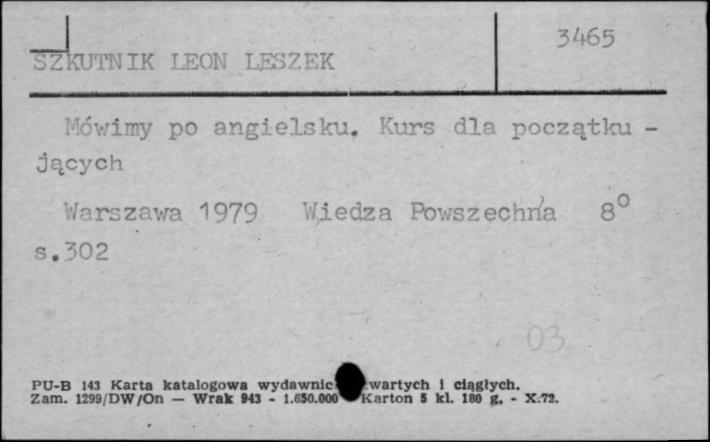 3465
SZKUTNIK LEON LESZEK
Mówimy po angielsku. Kurs dla początku -
jących
Warszawa 1979 Wiedza Powszechna 8°
s.302
03
PU-B 143 Karta katalogowa wydawnic wartych i ciągłych.
Zam. 1299/DW/On — Wrak 943 - 1.650.000 Karton 5 kl. 180 g. - X.72.